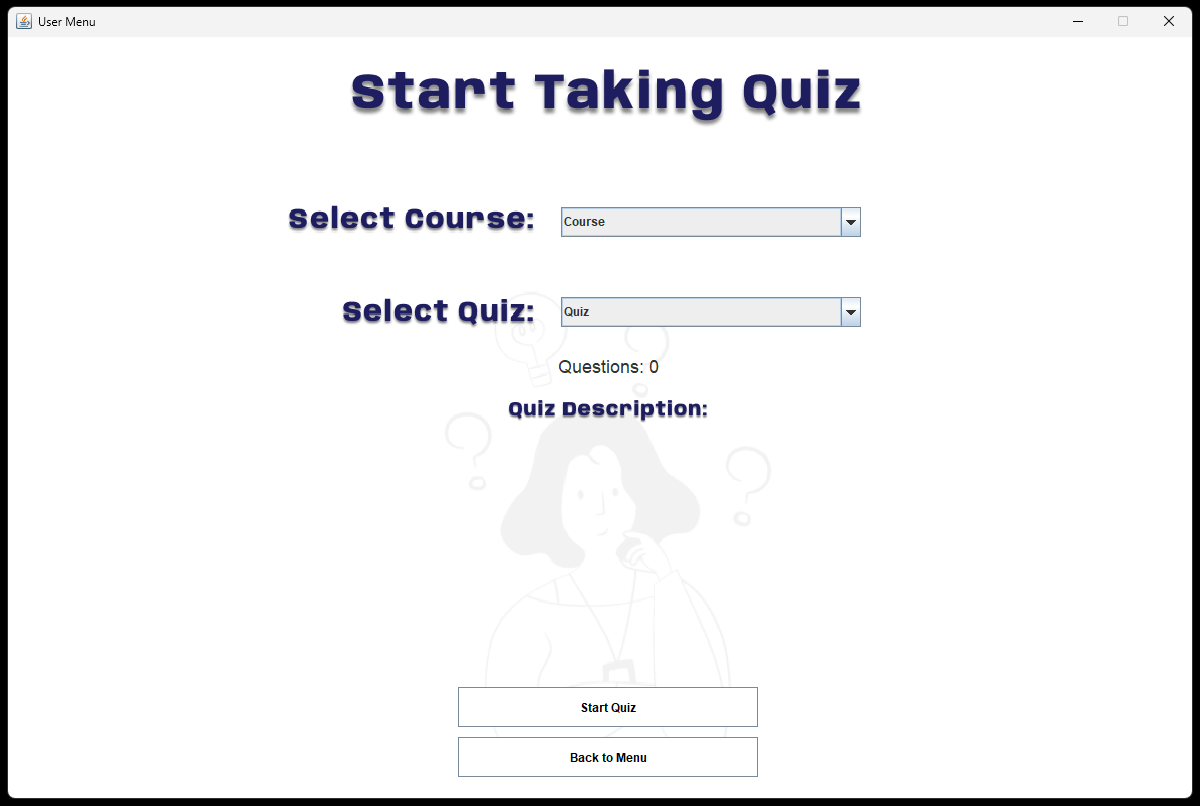 User Menu
Start Taking Quiz
Select Course: Course
Select Quiz: Quiz
Questions: 0
Quiz Description:
Start Quiz
Back to Menu